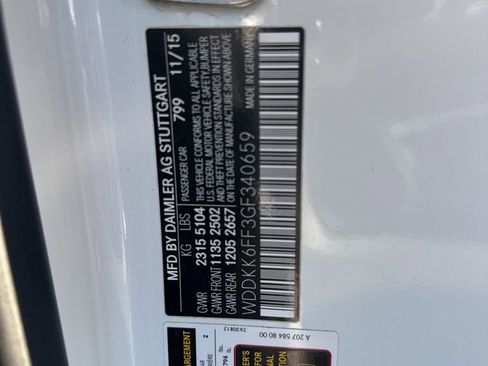 MFD BY DAIMLER AG STUTTGART
799 11/15
KG LBS PASSENGER CAR
GVWR 2315 5104
GAWR FRONT 1135 2502
GAWR REAR 1205 2657
THIS VEHICLE CONFORMS TO ALL APPLICABLE
U.S. FEDERAL MOTOR VEHICLE SAFETY, BUMPER
AND THEFT PREVENTION STANDARDS IN EFFECT
ON THE DATE OF MANUFACTURE SHOWN ABOVE
MADE IN GERMANY
WDDKK6FF3GF340659
A 207 584 80 00
2630812